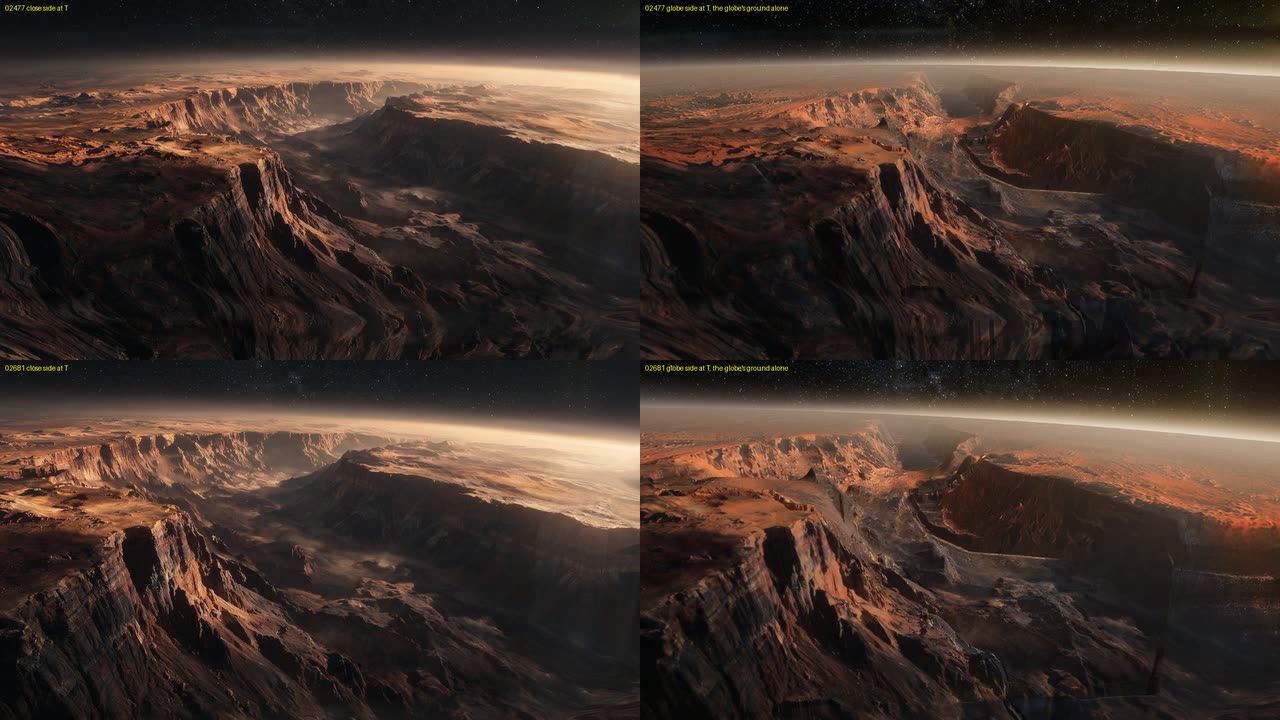 02477 close side at T
02477 globe side at T, the globe's ground alone
02681 close side at T
02681 globe side at T, the globe's ground alone